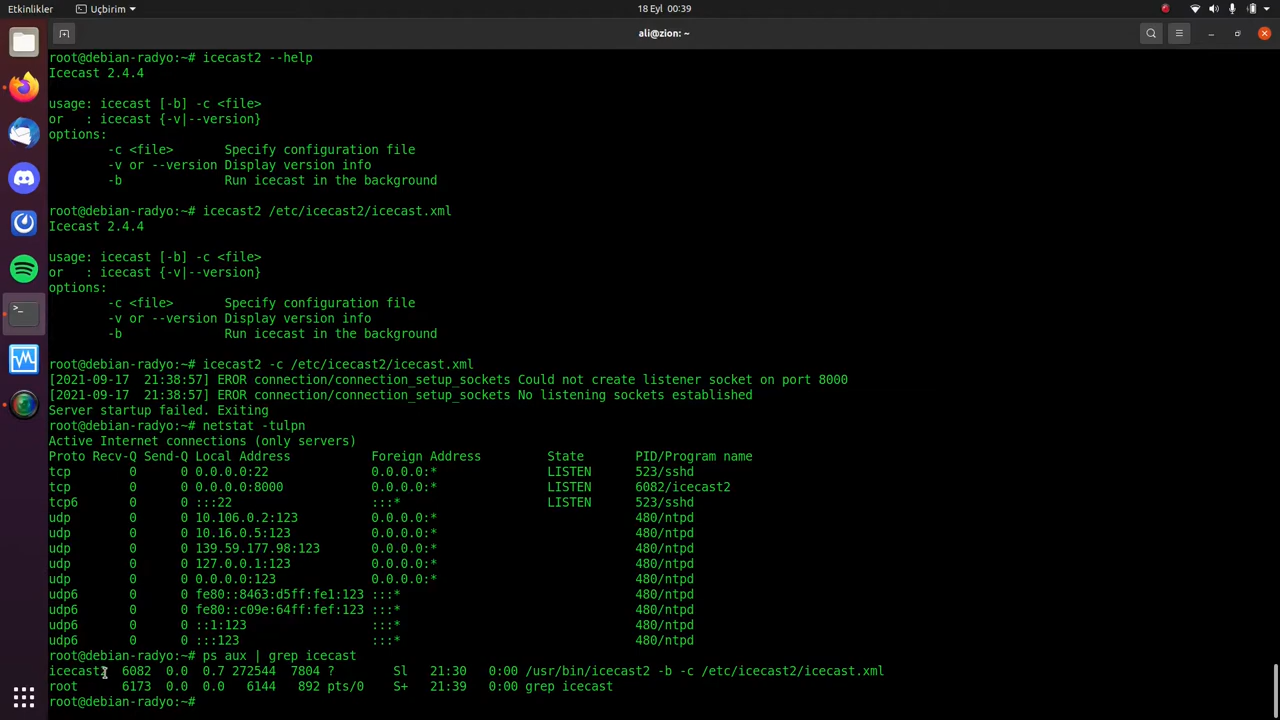 Etkinlikler
Uçbirim
18 Eyl 00:39
ali@zion: ~
root@debian-radyo:~# icecast2 --help
Icecast 2.4.4
usage: icecast [-b] -c <file>
or   : icecast {-v|--version}
options:
        -c <file>       Specify configuration file
        -v or --version Display version info
        -b              Run icecast in the background
root@debian-radyo:~# icecast2 /etc/icecast2/icecast.xml
Icecast 2.4.4
usage: icecast [-b] -c <file>
or   : icecast {-v|--version}
options:
        -c <file>       Specify configuration file
        -v or --version Display version info
        -b              Run icecast in the background
root@debian-radyo:~# icecast2 -c /etc/icecast2/icecast.xml
[2021-09-17  21:38:57] EROR connection/connection_setup_sockets Could not create listener socket on port 8000
[2021-09-17  21:38:57] EROR connection/connection_setup_sockets No listening sockets established
Server startup failed. Exiting
root@debian-radyo:~# netstat -tulpn
Active Internet connections (only servers)
Proto Recv-Q Send-Q Local Address           Foreign Address         State       PID/Program name
tcp        0      0 0.0.0.0:22              0.0.0.0:*               LISTEN      523/sshd
tcp        0      0 0.0.0.0:8000            0.0.0.0:*               LISTEN      6082/icecast2
tcp6       0      0 :::22                   :::*                    LISTEN      523/sshd
udp        0      0 10.106.0.2:123          0.0.0.0:*                           480/ntpd
udp        0      0 10.16.0.5:123           0.0.0.0:*                           480/ntpd
udp        0      0 139.59.177.98:123       0.0.0.0:*                           480/ntpd
udp        0      0 127.0.0.1:123           0.0.0.0:*                           480/ntpd
udp        0      0 0.0.0.0:123             0.0.0.0:*                           480/ntpd
udp6       0      0 fe80::8463:d5ff:fe1:123 :::*                                480/ntpd
udp6       0      0 fe80::c09e:64ff:fef:123 :::*                                480/ntpd
udp6       0      0 ::1:123                 :::*                                480/ntpd
udp6       0      0 :::123                  :::*                                480/ntpd
root@debian-radyo:~# ps aux | grep icecast
icecast2  6082  0.0  0.7 272544  7804 ?        Sl   21:30   0:00 /usr/bin/icecast2 -b -c /etc/icecast2/icecast.xml
root      6173  0.0  0.0   6144   892 pts/0    S+   21:39   0:00 grep icecast
root@debian-radyo:~#